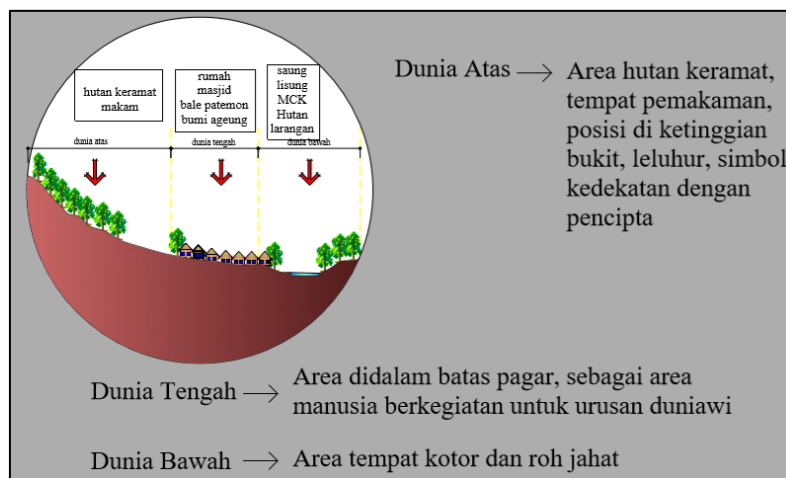 hutan keramat
makam
rumah
masjid
bale patemon
bumi ageung
saung
lisung
MCK
Hutan
larangan
dunia atas
dunia tengah
dunia bawah
Dunia Atas
Area hutan keramat,
tempat pemakaman,
posisi di ketinggian
bukit, leluhur, simbol
kedekatan dengan
pencipta
Dunia Tengah
Area didalam batas pagar, sebagai area
manusia berkegiatan untuk urusan duniawi
Dunia Bawah
Area tempat kotor dan roh jahat